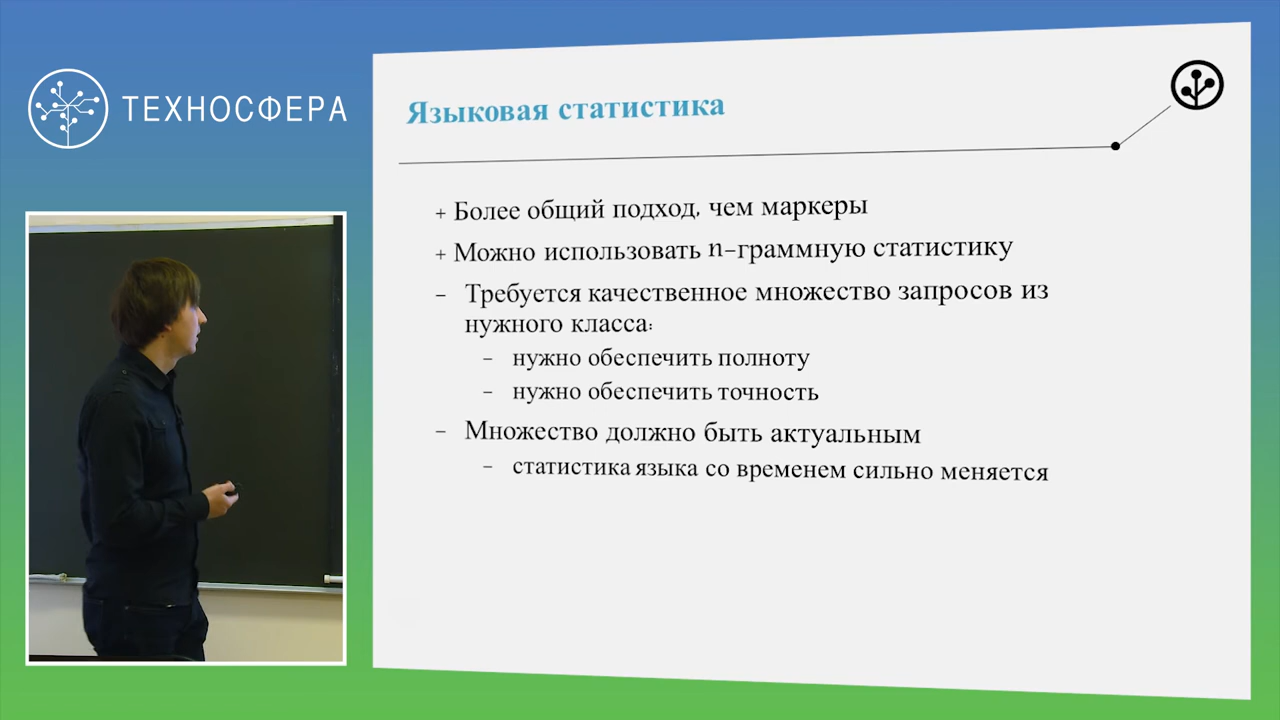 ТЕХНОСФЕРА
Языковая статистика
+ Более общий подход, чем маркеры
+ Можно использовать n-граммную статистику
– Требуется качественное множество запросов из
нужного класса:
– нужно обеспечить полноту
– нужно обеспечить точность
– Множество должно быть актуальным
– статистика языка со временем сильно меняется